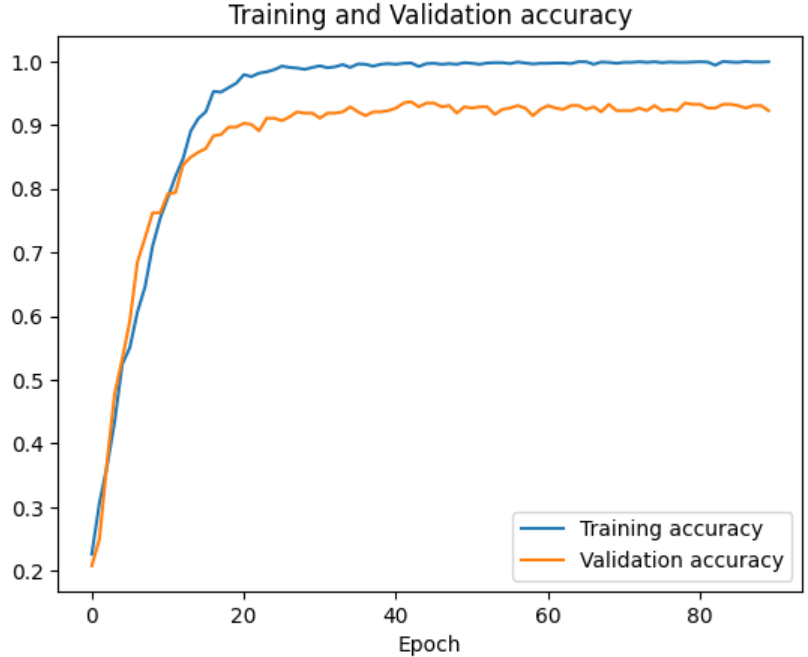 Training and Validation accuracy
1.0
0.9
0.8
0.7
0.6
0.5
0.4
0.3
0.2
Training accuracy
Validation accuracy
0 20 40 60 80
Epoch